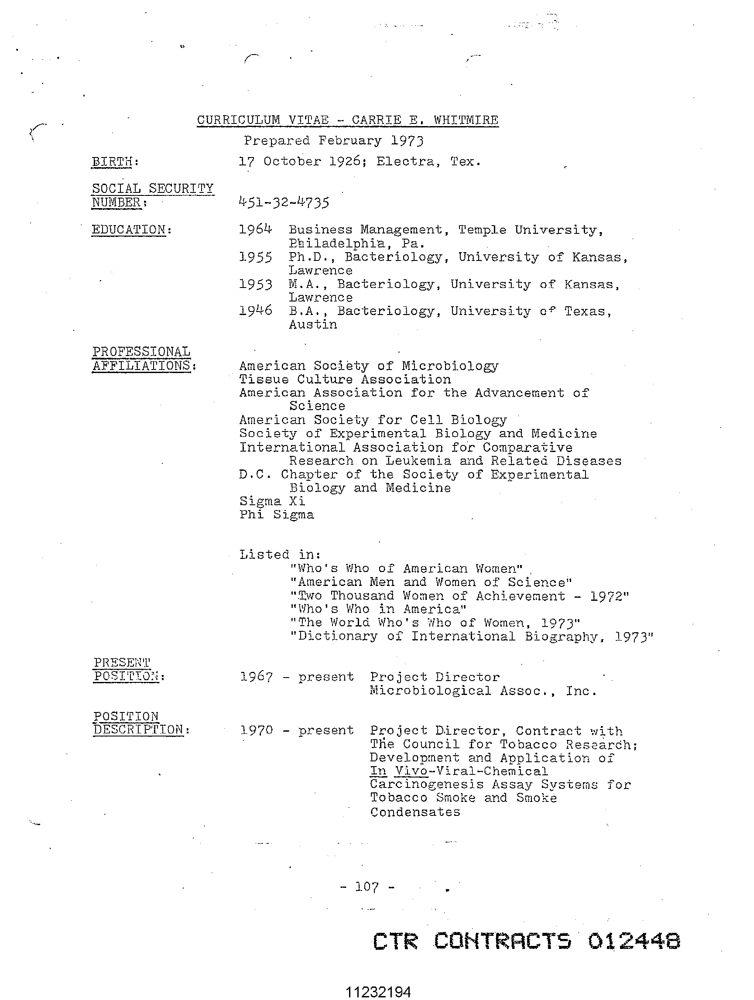 CURRICULUM VITAE - CARRIE E. WHITMIRE
Prepared February 1973
BIRTH: 17 October 1926; Electra, Tex.
SOCIAL SECURITY
NUMBER: 451-32-4735
EDUCATION: 1964 Business Management, Temple University,
Philadelphia, Pa.
1955 Ph.D., Bacteriology, University of Kansas,
Lawrence
1953 M.A., Bacteriology, University of Kansas,
Lawrence
1946 B.A., Bacteriology, University of Texas,
Austin
PROFESSIONAL
AFFILIATIONS: American Society of Microbiology
Tissue Culture Association
American Association for the Advancement of
Science
American Society for Cell Biology
Society of Experimental Biology and Medicine
International Association for Comparative
Research on Leukemia and Related Diseases
D.C. Chapter of the Society of Experimental
Biology and Medicine
Sigma Xi
Phi Sigma
Listed in:
"Who's Who of American Women"
"American Men and Women of Science"
"Two Thousand Women of Achievement - 1972"
"Who's Who in America"
"The World Who's Who of Women, 1973"
"Dictionary of International Biography, 1973"
PRESENT
POSITION: 1967 - present Project Director
Microbiological Assoc., Inc.
POSITION
DESCRIPTION: 1970 - present Project Director, Contract with
The Council for Tobacco Research;
Development and Application of
In Vivo-Viral-Chemical
Carcinogenesis Assay Systems for
Tobacco Smoke and Smoke
Condensates
- 107 -
CTR CONTRACTS 012448
11232194